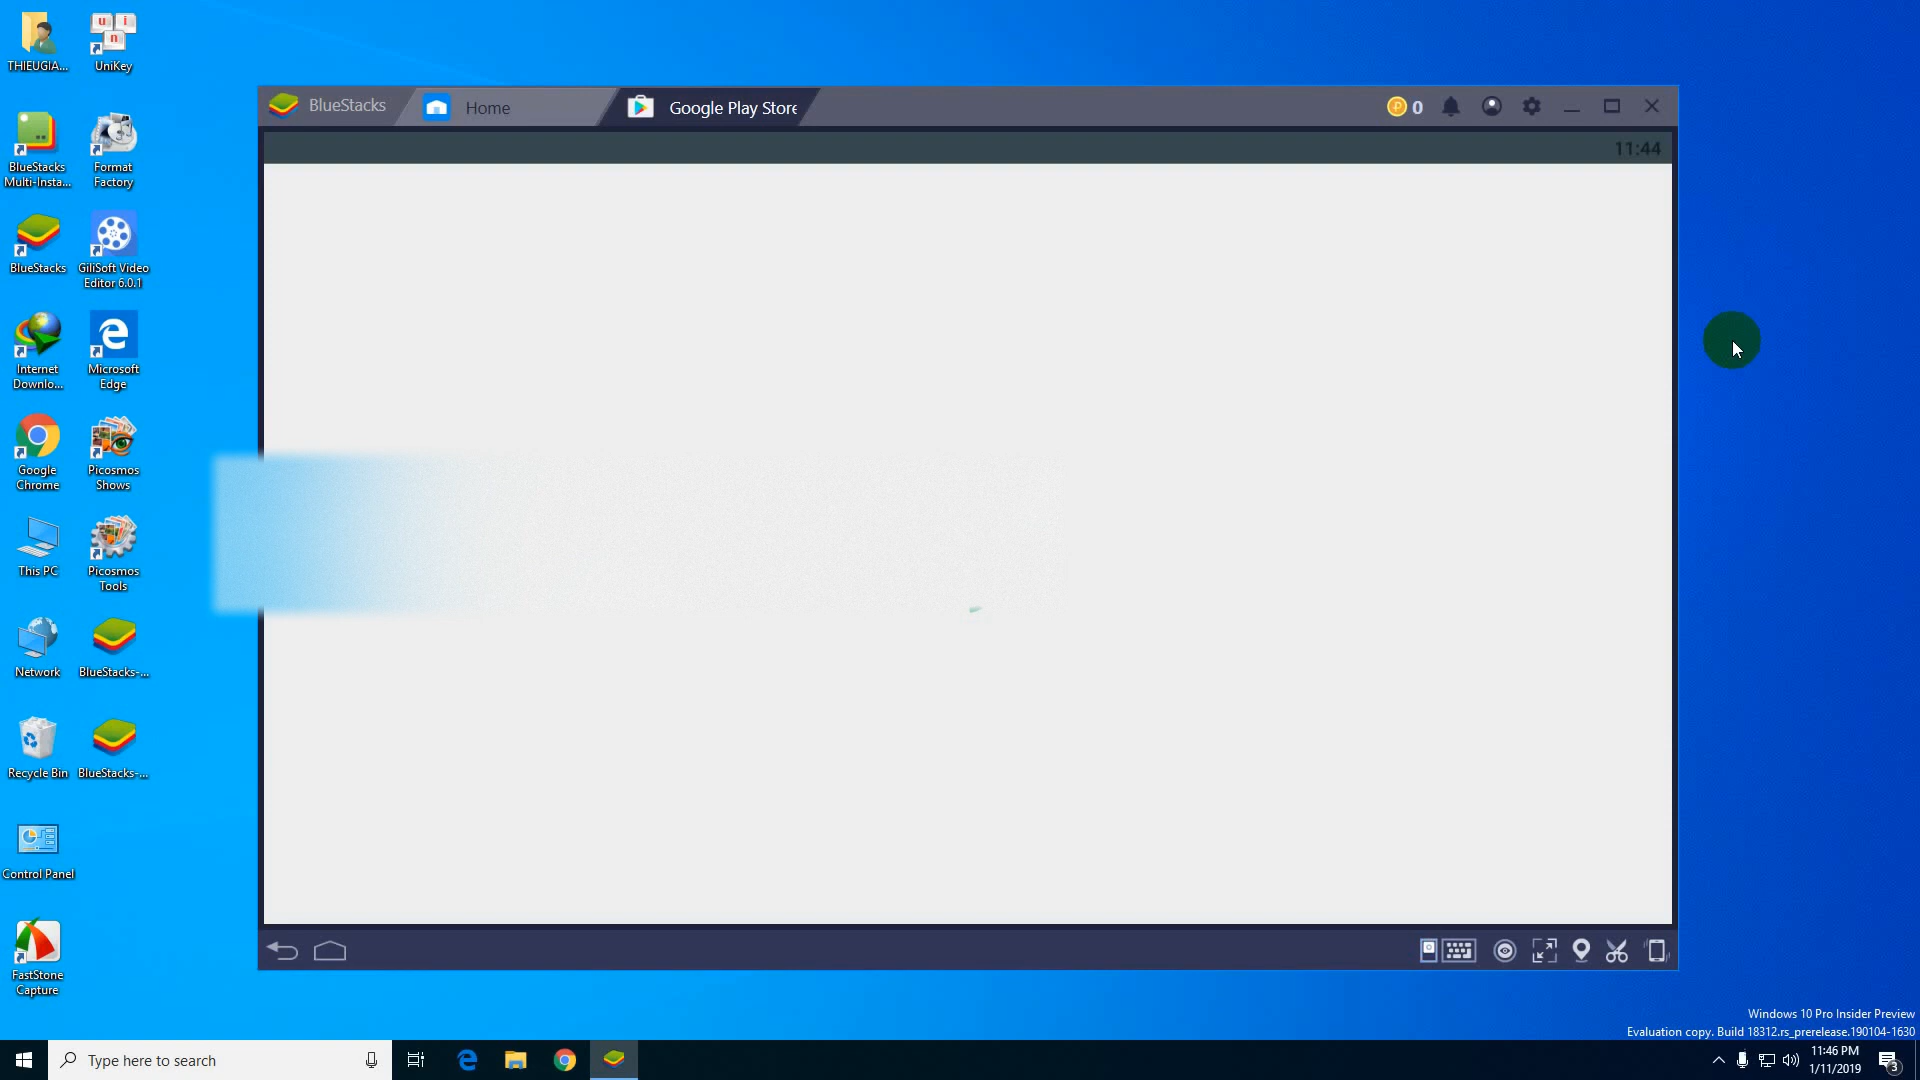 THIEUGIA...
UniKey
BlueStacks
Multi-Insta...
Format
Factory
BlueStacks
GiliSoft Video
Editor 6.0.1
Internet
Downlo...
Microsoft
Edge
Google
Chrome
Picosmos
Shows
This PC
Picosmos
Tools
Network
BlueStacks-...
Recycle Bin
BlueStacks-...
Control Panel
FastStone
Capture
BlueStacks
Home
Google Play Store
0
11:44
Windows 10 Pro Insider Preview
Evaluation copy. Build 18312.rs_prerelease.190104-1630
Type here to search
11:46 PM
1/11/2019
3